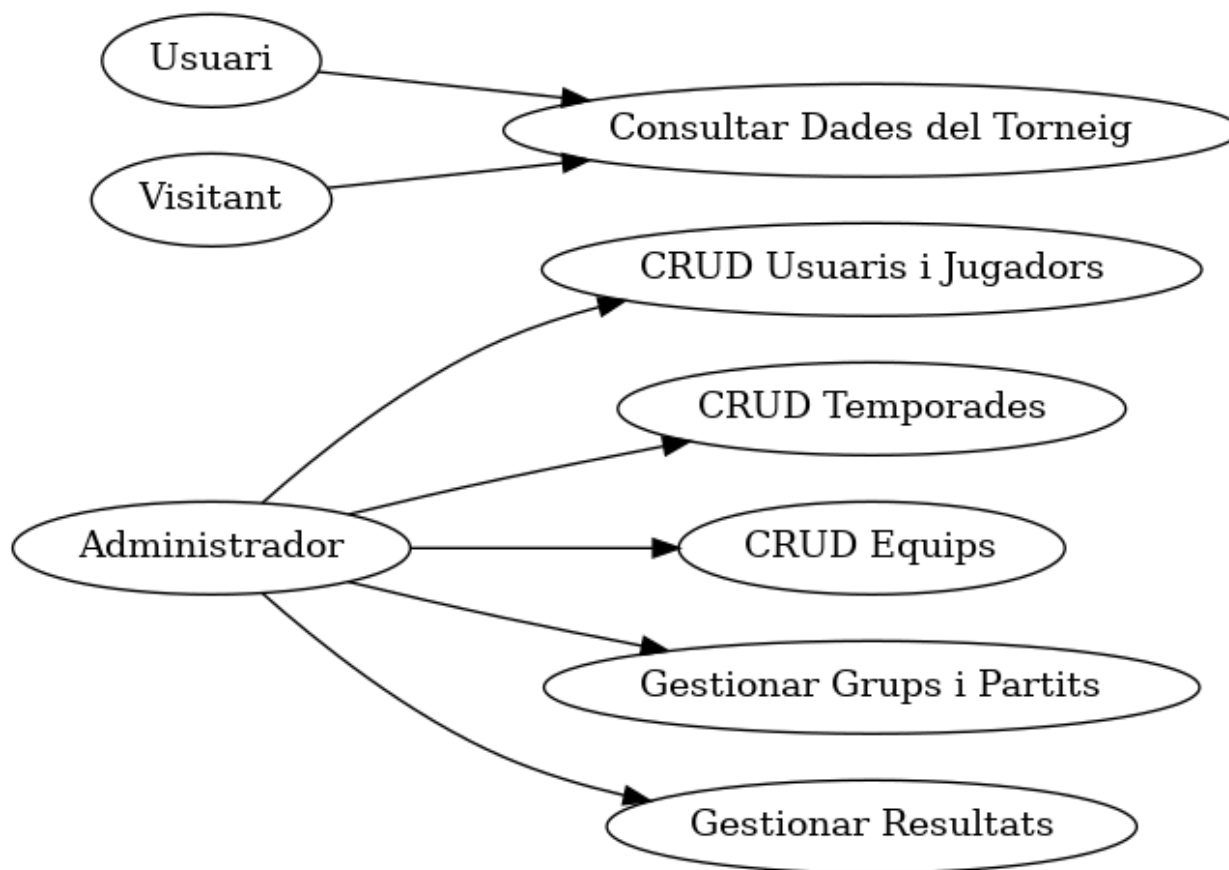 Usuari
Consultar Dades del Torneig
Visitant
CRUD Usuaris i Jugadors
CRUD Temporades
Administrador
CRUD Equips
Gestionar Grups i Partits
Gestionar Resultats